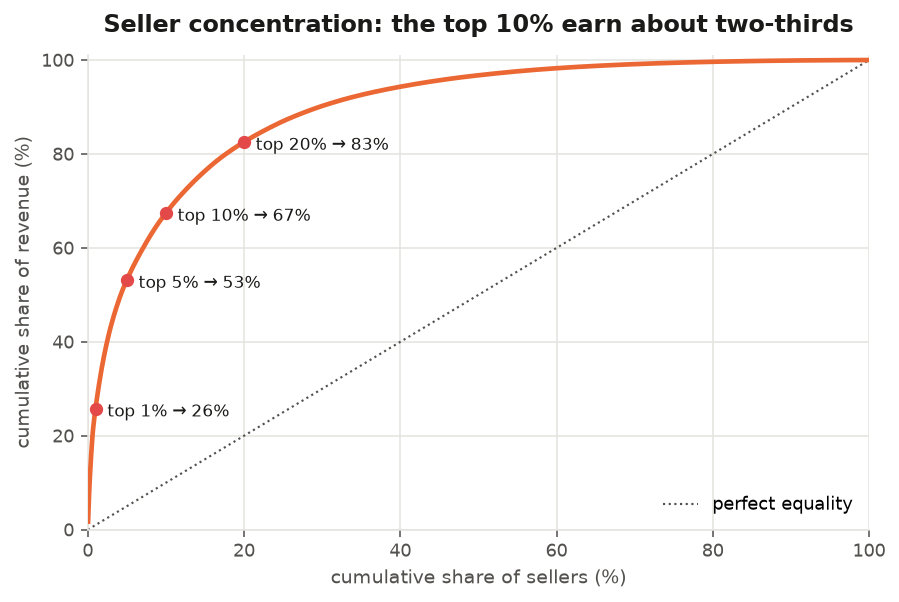 Seller concentration: the top 10% earn about two-thirds
cumulative share of revenue (%)
100
80
60
40
20
0
top 20% → 83%
top 10% → 67%
top 5% → 53%
top 1% → 26%
perfect equality
0
20
40
60
80
100
cumulative share of sellers (%)